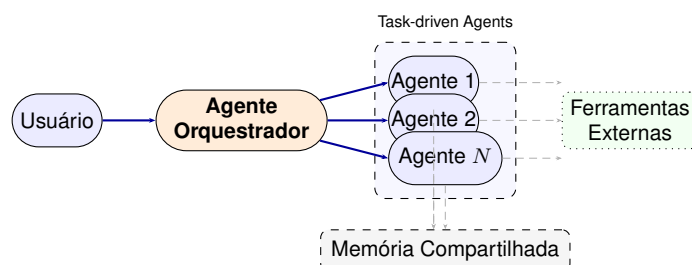 Task-driven Agents
Usuário
Agente
Orquestrador
Agente 1
Agente 2
Agente N
Ferramentas
Externas
Memória Compartilhada